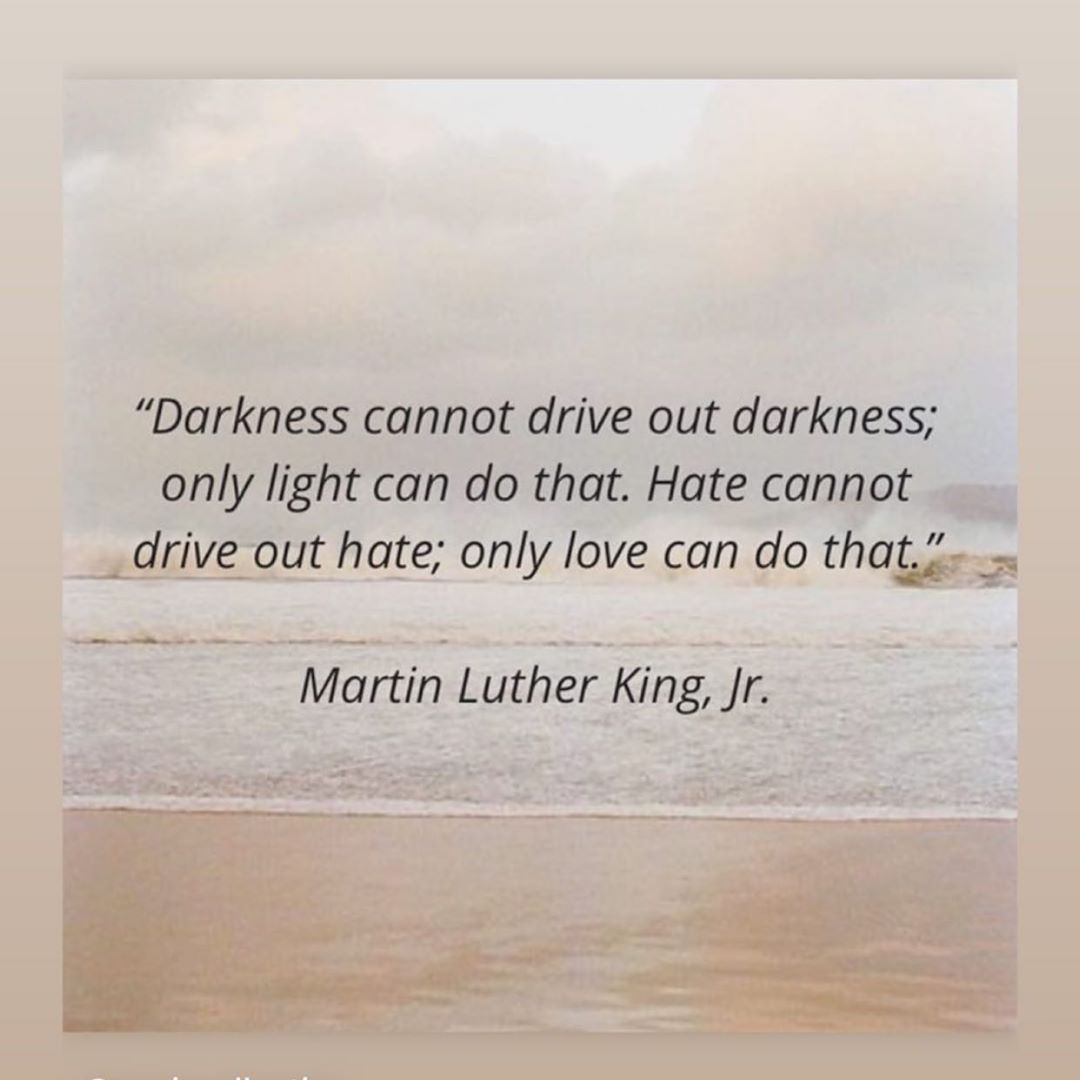 “Darkness cannot drive out darkness;
only light can do that. Hate cannot
drive out hate; only love can do that.”
Martin Luther King, Jr.